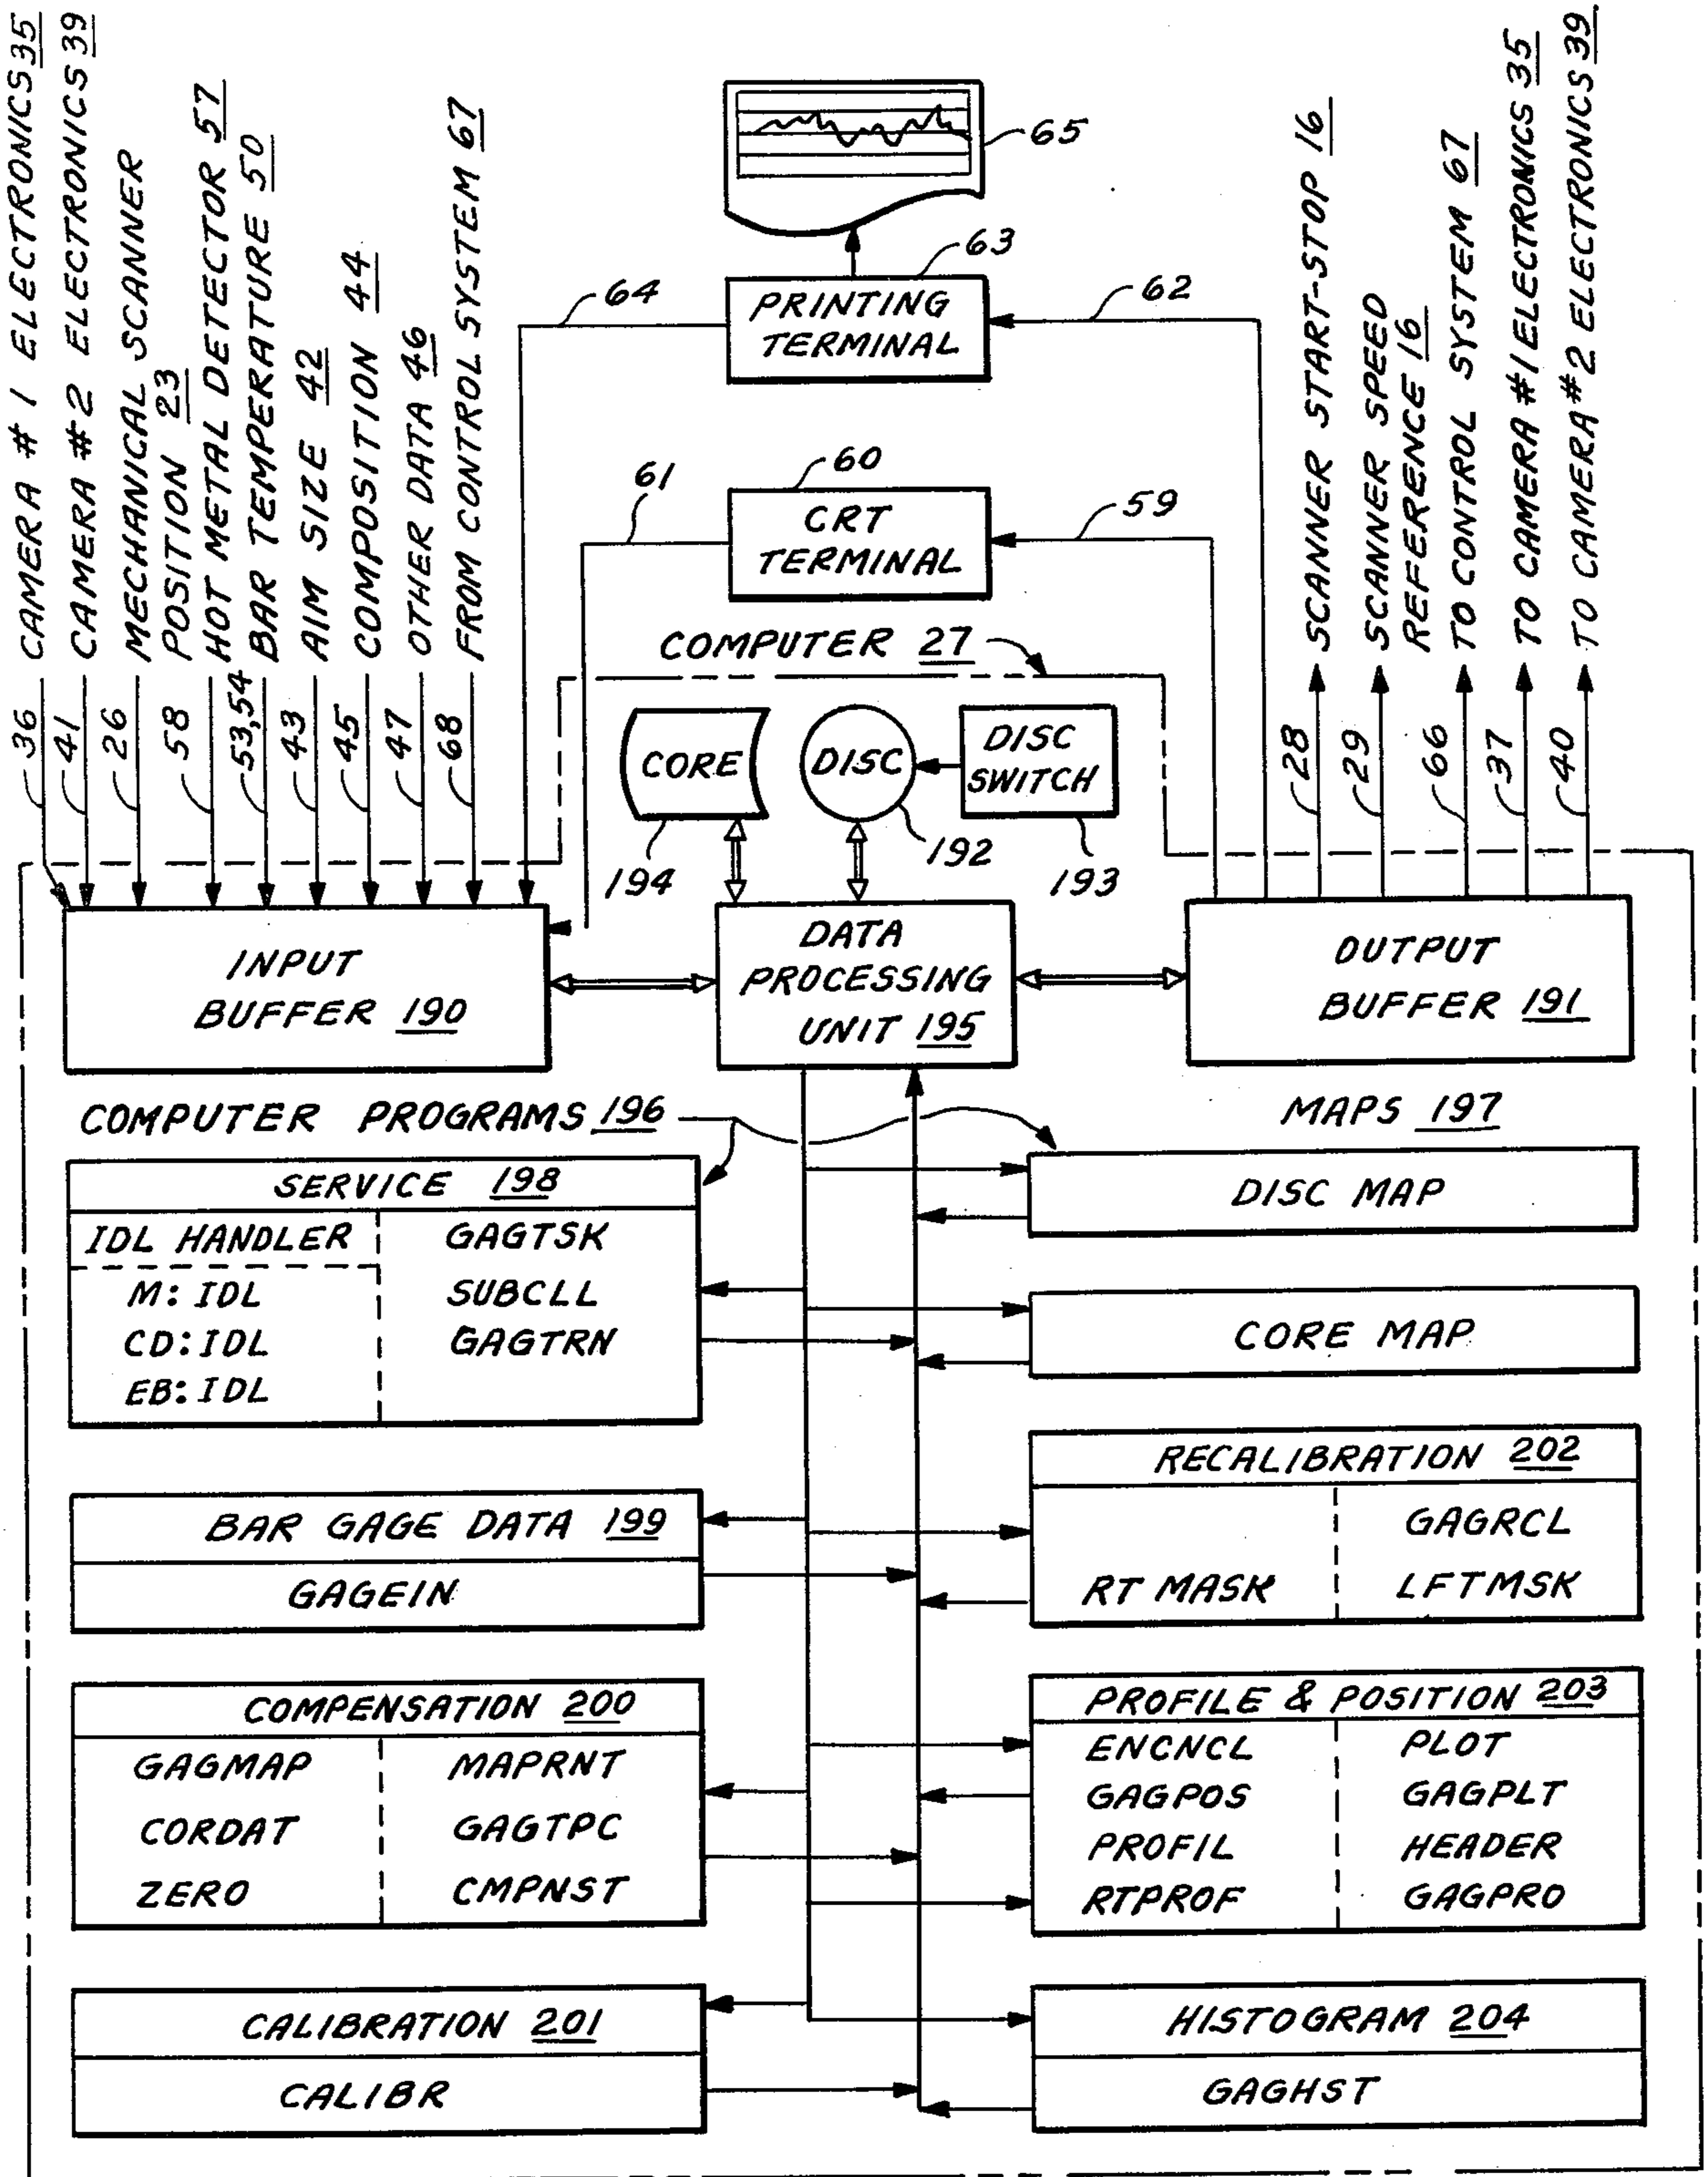 CAMERA #1 ELECTRONICS 35
CAMERA #2 ELECTRONICS 39
MECHANICAL SCANNER
POSITION 23
HOT METAL DETECTOR 57
BAR TEMPERATURE 50
AIM SIZE 42
COMPOSITION 44
OTHER DATA 46
FROM CONTROL SYSTEM 67
36
41
26
58
53,54
43
45
47
68
65
63
PRINTING
TERMINAL
64
62
60
CRT
TERMINAL
61
59
SCANNER START-STOP 16
SCANNER SPEED
REFERENCE 16
TO CONTROL SYSTEM 67
TO CAMERA #1 ELECTRONICS 35
TO CAMERA #2 ELECTRONICS 39
28
29
66
37
40
COMPUTER 27
CORE
194
DISC
192
DISC
SWITCH
193
INPUT
BUFFER 190
DATA
PROCESSING
UNIT 195
OUTPUT
BUFFER 191
COMPUTER PROGRAMS 196
MAPS 197
SERVICE 198
IDL HANDLER
M: IDL
CD: IDL
EB: IDL
GAGTSK
SUBCLL
GAGTRN
DISC MAP
CORE MAP
BAR GAGE DATA 199
GAGEIN
RECALIBRATION 202
RT MASK
GAGRCL
LFTMSK
COMPENSATION 200
GAGMAP
CORDAT
ZERO
MAPRNT
GAGTPC
CMPNST
PROFILE & POSITION 203
ENCNCL
GAGPOS
PROFIL
RTPROF
PLOT
GAGPLT
HEADER
GAGPRO
CALIBRATION 201
CALIBR
HISTOGRAM 204
GAGHST